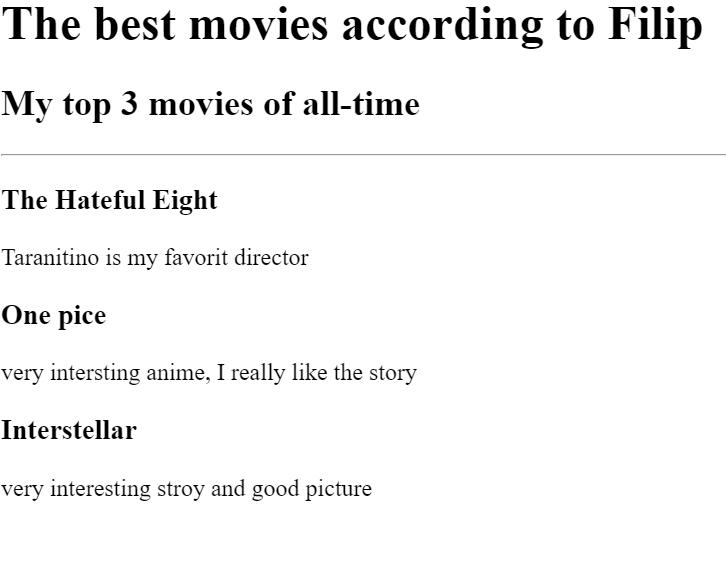 The best movies according to Filip
My top 3 movies of all-time
The Hateful Eight
Taranitino is my favorit director
One pice
very intersting anime, I really like the story
Interstellar
very interesting stroy and good picture